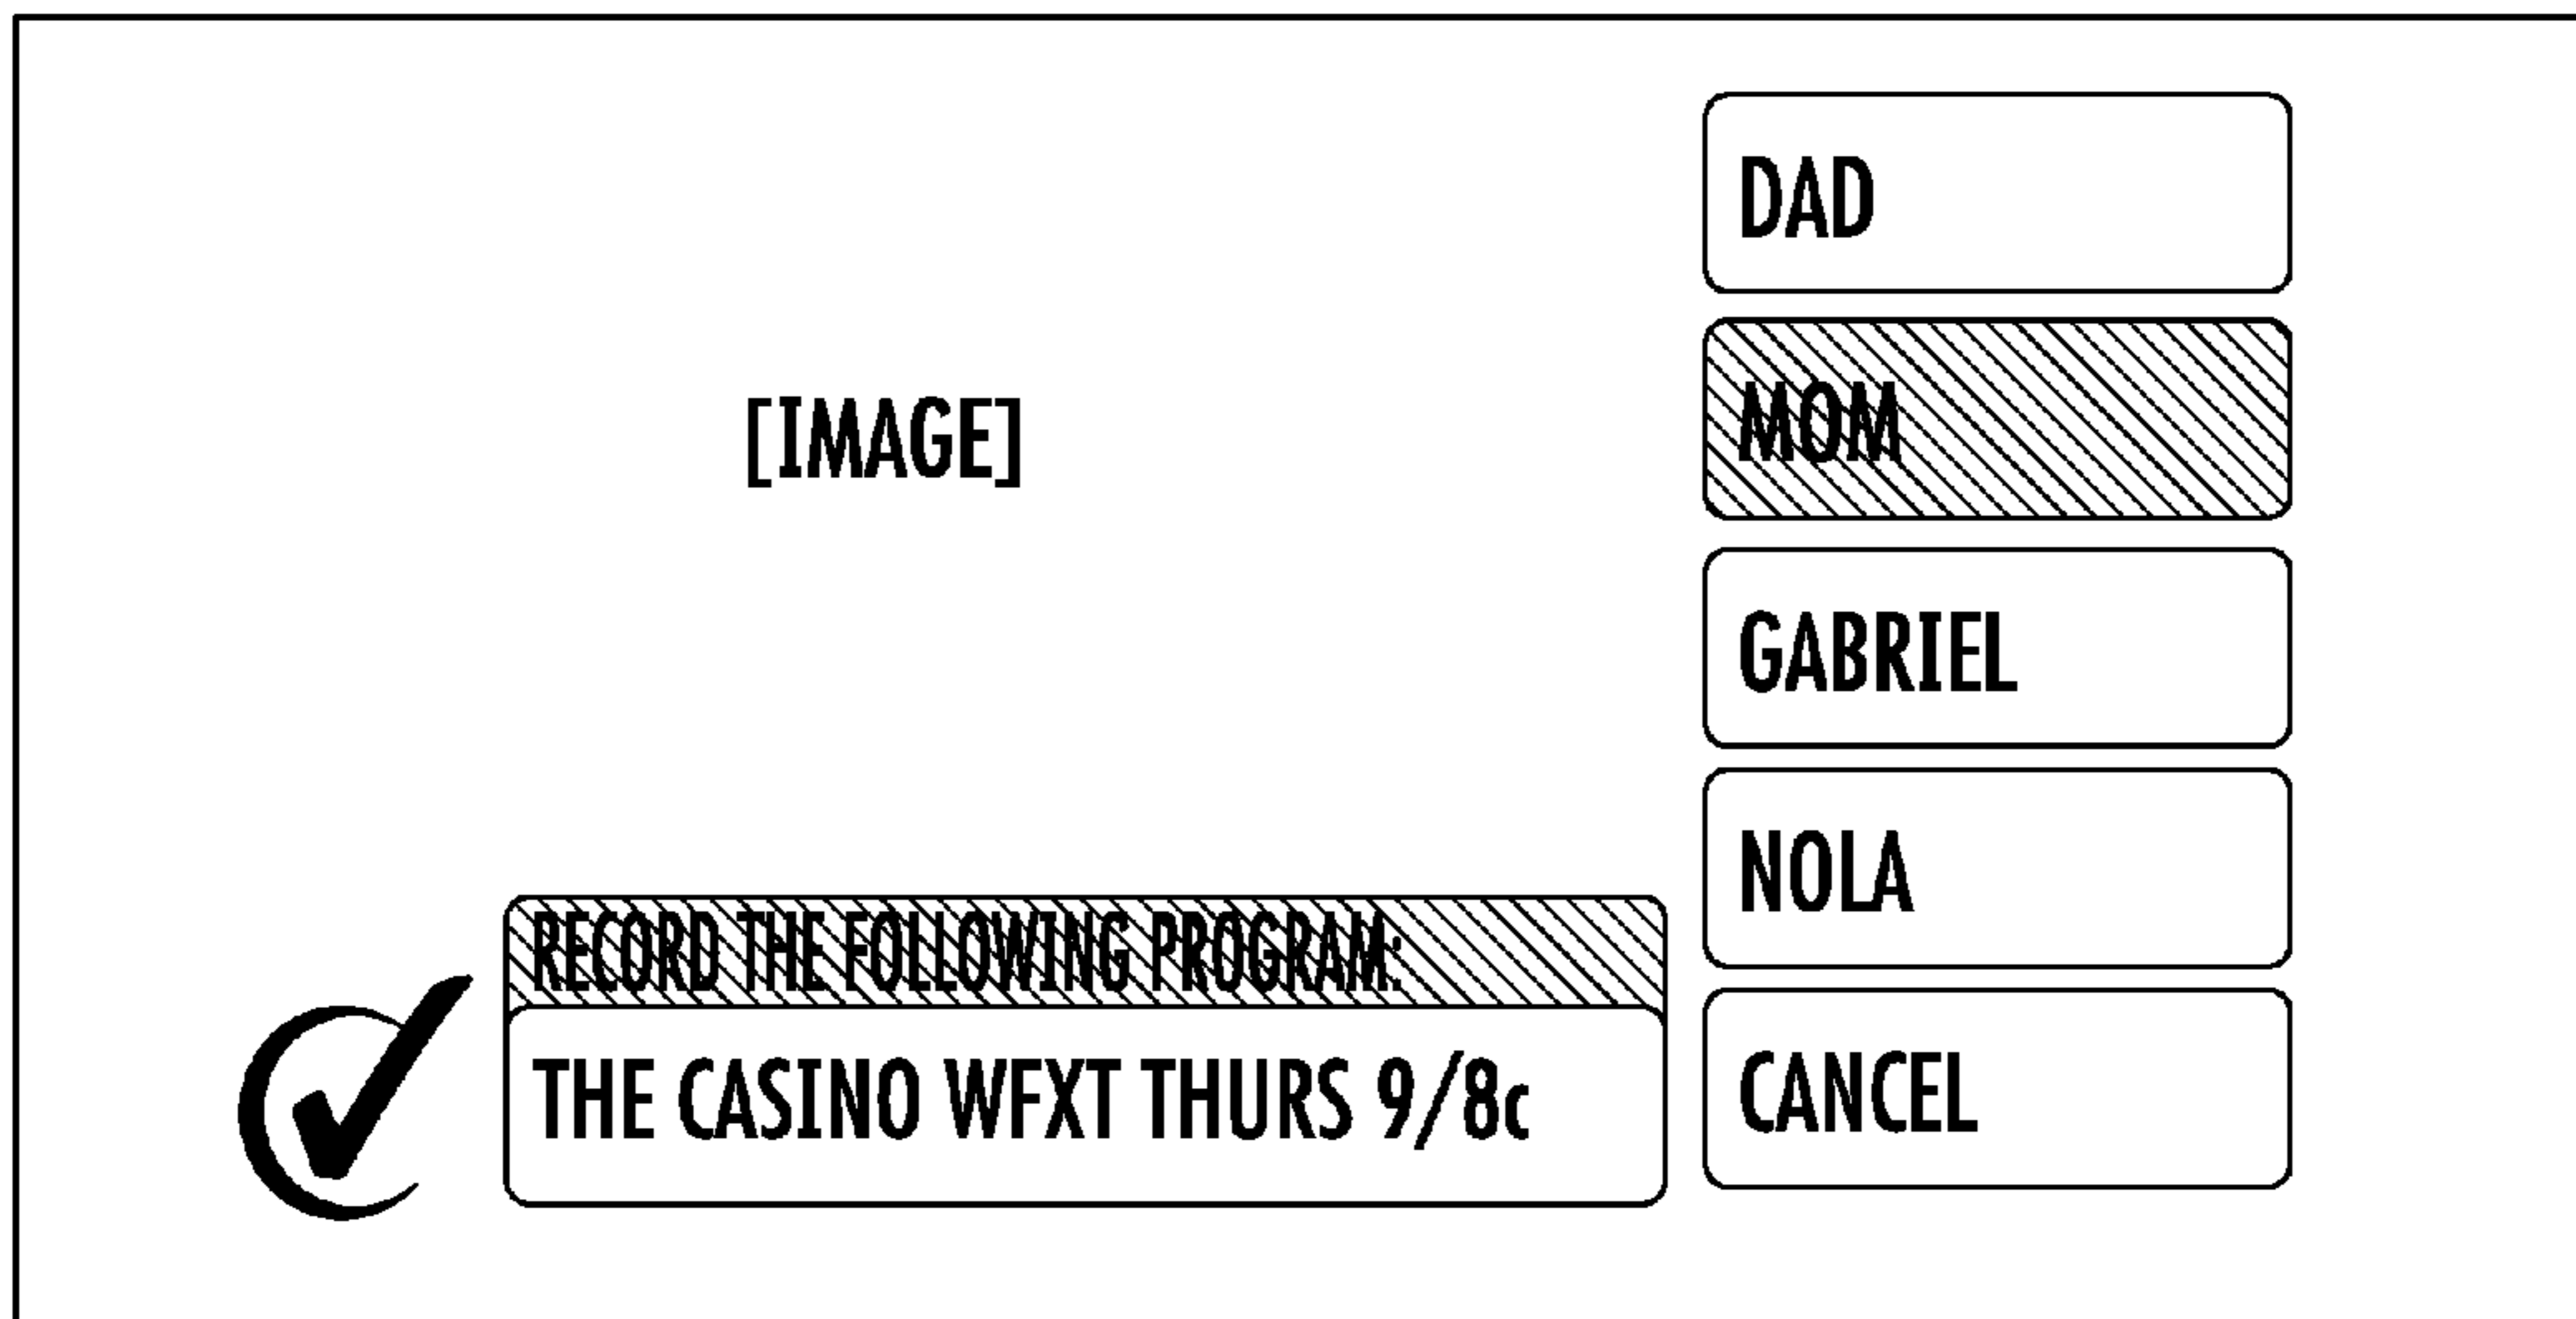 [IMAGE]
RECORD THE FOLLOWING PROGRAM:
THE CASINO WFXT THURS 9/8c
DAD
MOM
GABRIEL
NOLA
CANCEL